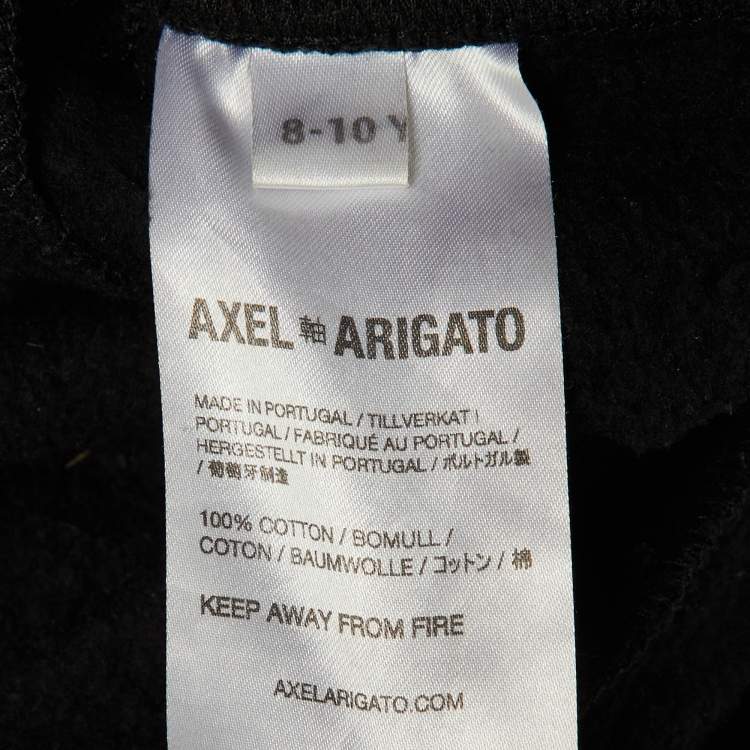 8-10 Y
AXEL 軸 ARIGATO
MADE IN PORTUGAL / TILLVERKAT I
PORTUGAL / FABRIQUÉ AU PORTUGAL /
HERGESTELLT IN PORTUGAL / ポルトガル製
/ 葡萄牙制造
100% COTTON / BOMULL /
COTON / BAUMWOLLE / コットン / 棉
KEEP AWAY FROM FIRE
AXELARIGATO.COM